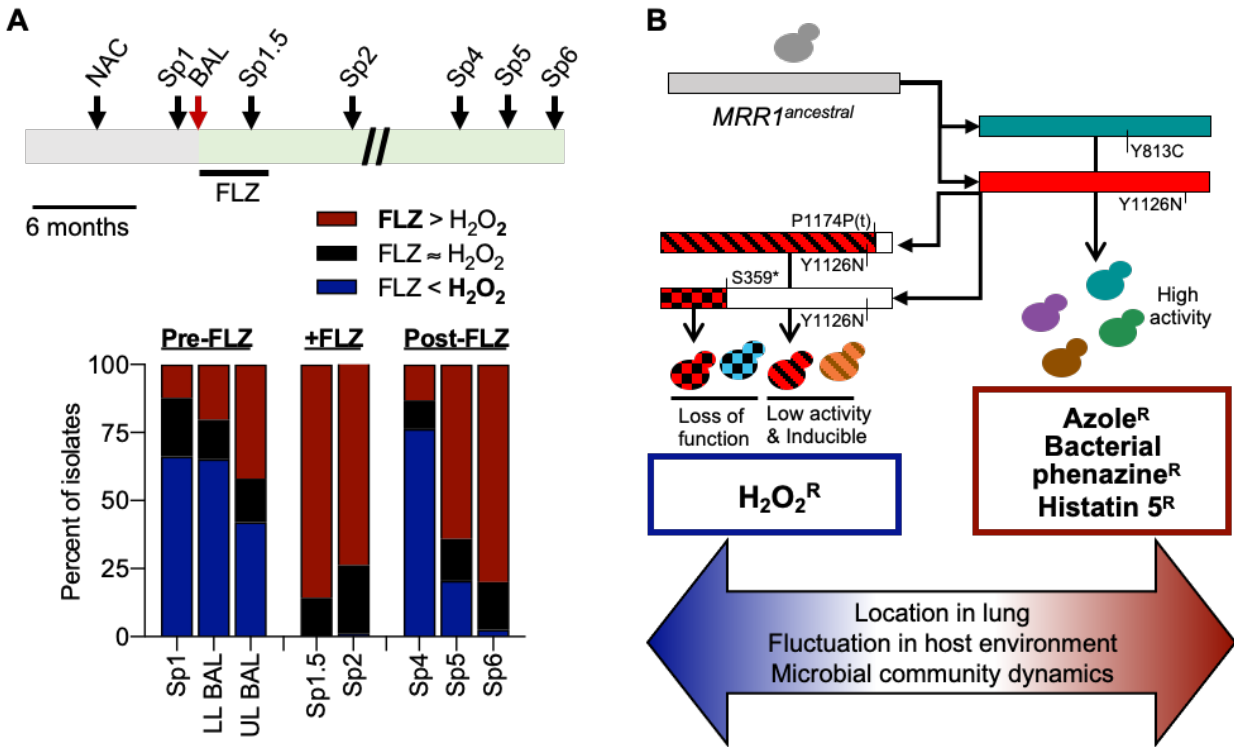 A
NAC
Sp1
BAL
Sp1.5
Sp2
Sp4
Sp5
Sp6
FLZ
6 months
FLZ > H₂O₂
FLZ ≈ H₂O₂
FLZ < H₂O₂
Pre-FLZ
+FLZ
Post-FLZ
Percent of isolates
100
75
50
25
0
Sp1
LL BAL
UL BAL
Sp1.5
Sp2
Sp4
Sp5
Sp6
B
MRR1ᵃⁿᶜᵉˢᵗʳᵃˡ
Y813C
Y1126N
P1174P(t)
Y1126N
S359*
Y1126N
High
activity
Loss of
function
Low activity
& Inducible
H₂O₂ᴿ
Azoleᴿ
Bacterial
phenazineᴿ
Histatin 5ᴿ
Location in lung
Fluctuation in host environment
Microbial community dynamics